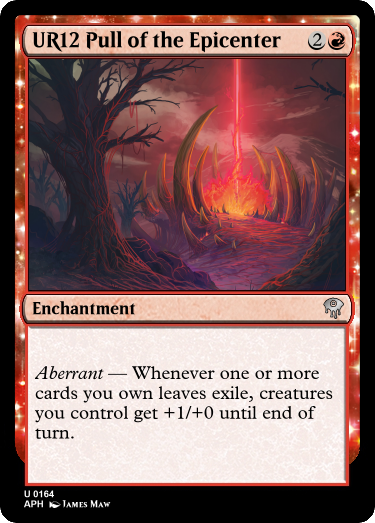 UR12 Pull of the Epicenter 2
Enchantment
Aberrant — Whenever one or more
cards you own leaves exile, creatures
you control get +1/+0 until end of
turn.
U 0164
APH James Maw